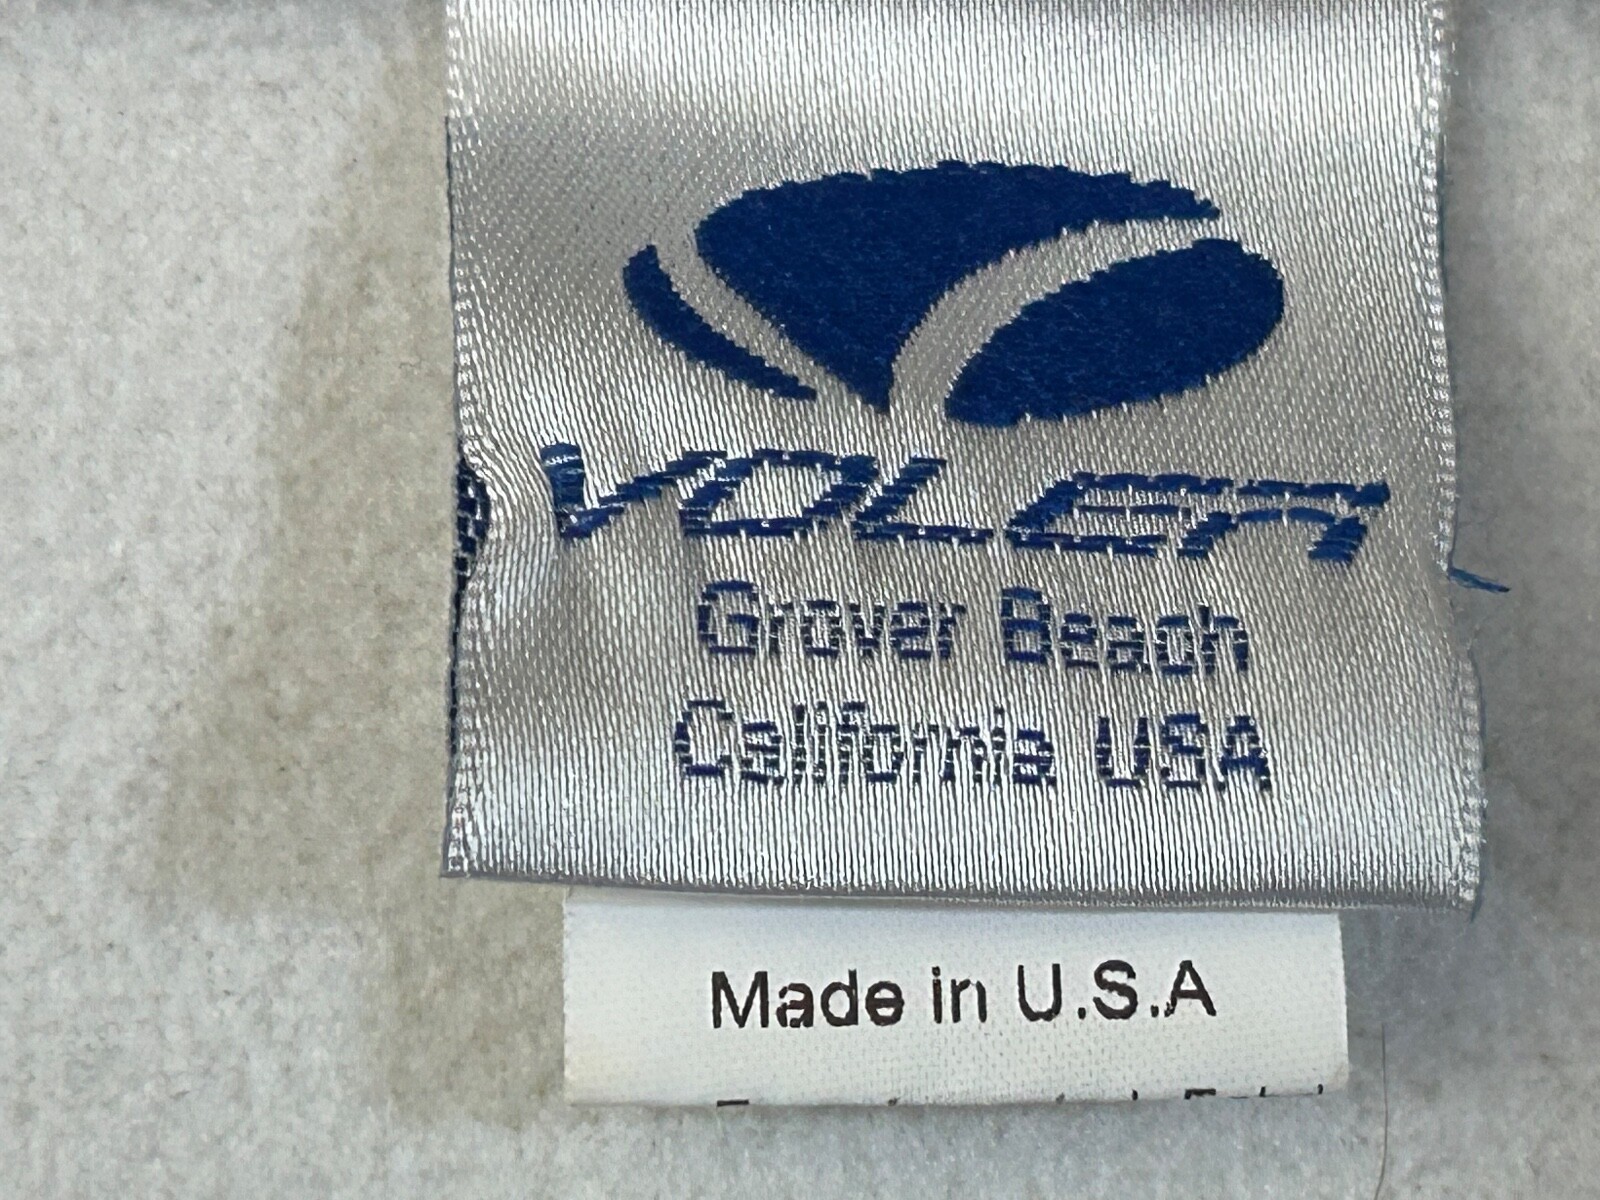 VOLER
Grover Beach
California USA
Made in U.S.A